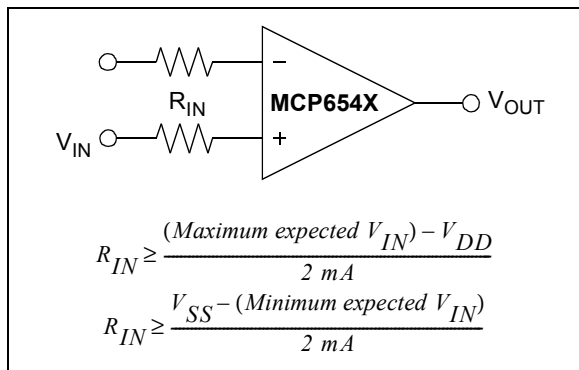 −
R_IN
MCP654X
V_OUT
V_IN
+
R_IN ≥ (Maximum expected V_IN) – V_DD / 2 mA
R_IN ≥ V_SS – (Minimum expected V_IN) / 2 mA